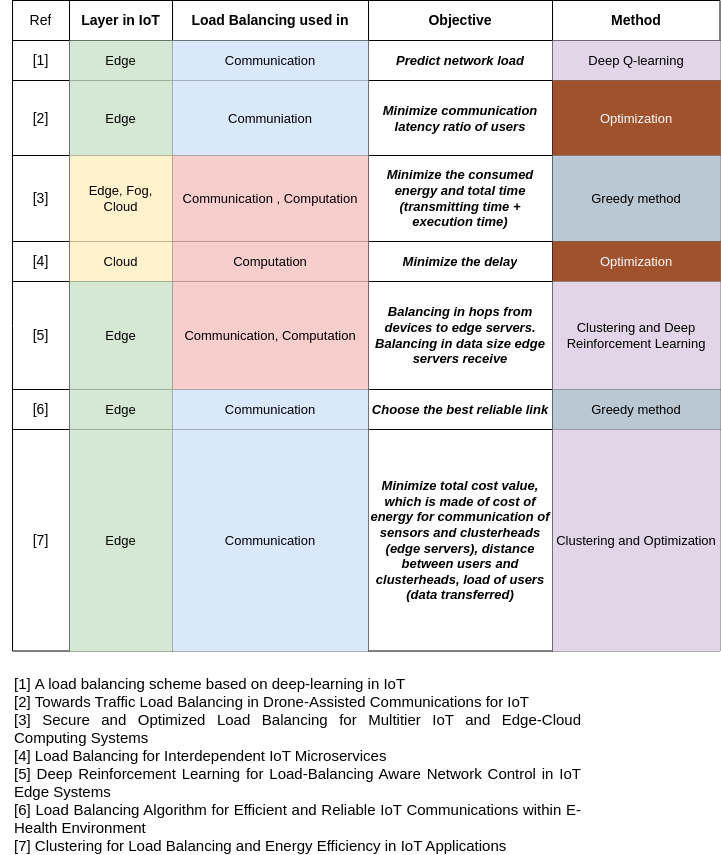 Ref Layer in IoT Load Balancing used in Objective Method
[1] Edge Communication Predict network load Deep Q-learning
[2] Edge Communiation Minimize communication
latency ratio of users Optimization
[3] Edge, Fog,
Cloud Communication , Computation Minimize the consumed
energy and total time
(transmitting time +
execution time) Greedy method
[4] Cloud Computation Minimize the delay Optimization
[5] Edge Communication, Computation Balancing in hops from
devices to edge servers.
Balancing in data size edge
servers receive Clustering and Deep
Reinforcement Learning
[6] Edge Communication Choose the best reliable link Greedy method
[7] Edge Communication Minimize total cost value,
which is made of cost of
energy for communication of
sensors and clusterheads
(edge servers), distance
between users and
clusterheads, load of users
(data transferred) Clustering and Optimization
[1] A load balancing scheme based on deep-learning in IoT
[2] Towards Traffic Load Balancing in Drone-Assisted Communications for IoT
[3] Secure and Optimized Load Balancing for Multitier IoT and Edge-Cloud
Computing Systems
[4] Load Balancing for Interdependent IoT Microservices
[5] Deep Reinforcement Learning for Load-Balancing Aware Network Control in IoT
Edge Systems
[6] Load Balancing Algorithm for Efficient and Reliable IoT Communications within E-
Health Environment
[7] Clustering for Load Balancing and Energy Efficiency in IoT Applications